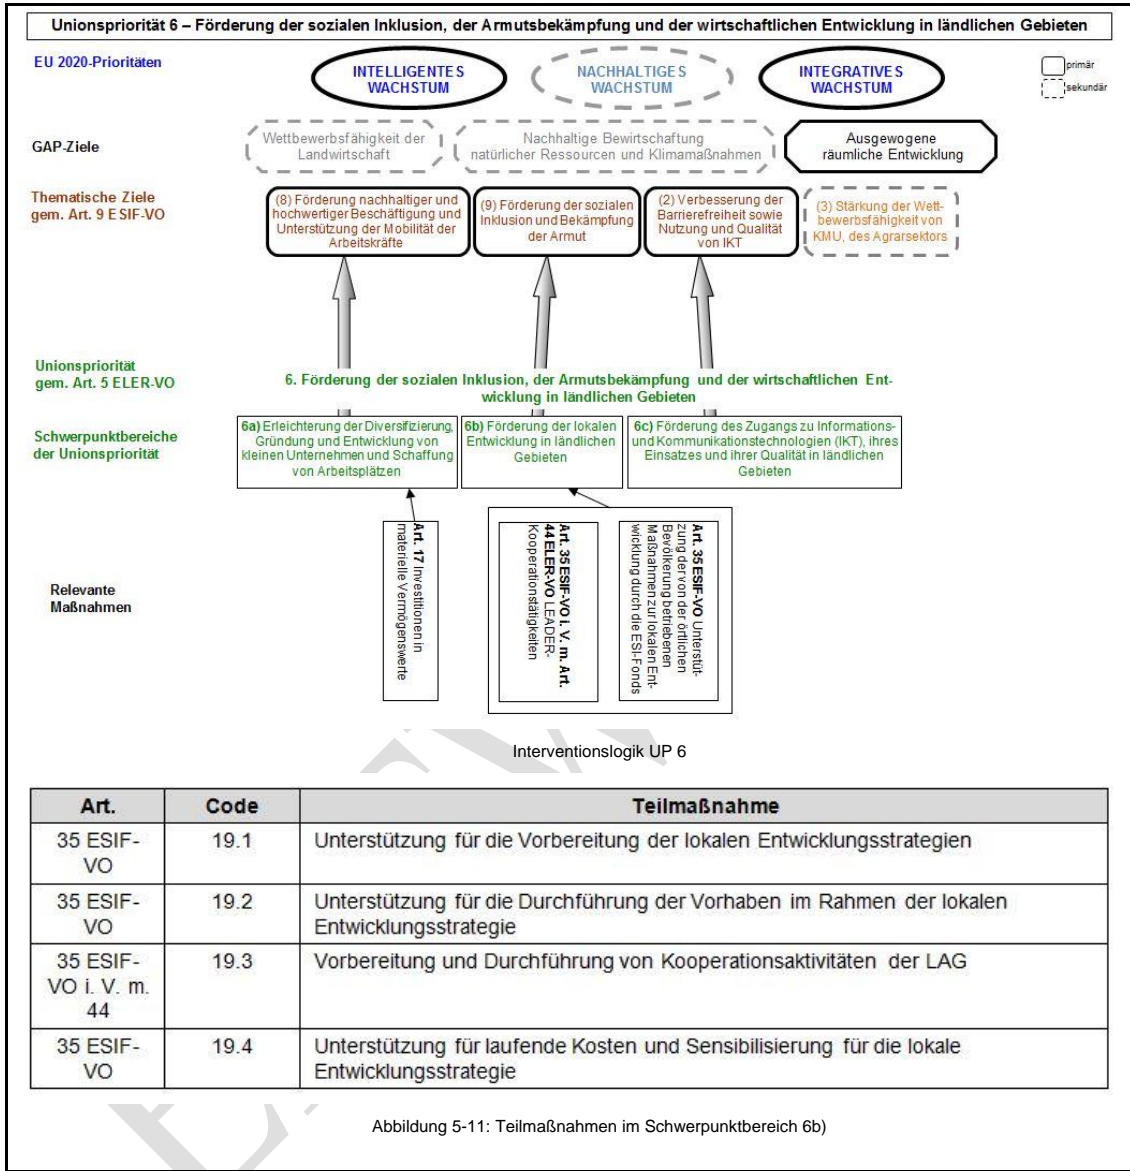 Unionspriorität 6 – Förderung der sozialen Inklusion, der Armutsbekämpfung und der wirtschaftlichen Entwicklung in ländlichen Gebieten
EU 2020-Prioritäten
INTELLIGENTES
WACHSTUM
NACHHALTIGES
WACHSTUM
INTEGRATIVES
WACHSTUM
primär
sekundär
GAP-Ziele
Wettbewerbsfähigkeit der
Landwirtschaft
Nachhaltige Bewirtschaftung
natürlicher Ressourcen und Klimamaßnahmen
Ausgewogene
räumliche Entwicklung
Thematische Ziele
gem. Art. 9 ESIF-VO
(8) Förderung nachhaltiger und
hochwertiger Beschäftigung und
Unterstützung der Mobilität der
Arbeitskräfte
(9) Förderung der sozialen
Inklusion und Bekämpfung
der Armut
(2) Verbesserung der
Barrierefreiheit sowie
Nutzung und Qualität
von IKT
(3) Stärkung der Wett-
bewerbsfähigkeit von
KMU, des Agrarsektors
Unionspriorität
gem. Art. 5 ELER-VO
6. Förderung der sozialen Inklusion, der Armutsbekämpfung und der wirtschaftlichen Ent-
wicklung in ländlichen Gebieten
Schwerpunktbereiche
der Unionspriorität
6a) Erleichterung der Diversifizierung,
Gründung und Entwicklung von
kleinen Unternehmen und Schaffung
von Arbeitsplätzen
6b) Förderung der lokalen
Entwicklung in ländlichen
Gebieten
6c) Förderung des Zugangs zu Informations-
und Kommunikationstechnologien (IKT), ihres
Einsatzes und ihrer Qualität in ländlichen
Gebieten
Relevante
Maßnahmen
Art. 17 Investitionen in
materielle Vermögenswerte
Art. 35 ESIF-VO i. V. m. Art.
44 ELER-VO LEADER-
Kooperationstätigkeiten
Art. 35 ESIF-VO Unterstüt-
zung der von der örtlichen
Bevölkerung betriebenen
Maßnahmen zur lokalen Ent-
wicklung durch die ESI-Fonds
Interventionslogik UP 6
Art. Code Teilmaßnahme
35 ESIF-
VO
19.1
Unterstützung für die Vorbereitung der lokalen Entwicklungsstrategien
35 ESIF-
VO
19.2
Unterstützung für die Durchführung der Vorhaben im Rahmen der lokalen
Entwicklungsstrategie
35 ESIF-
VO i. V. m.
44
19.3
Vorbereitung und Durchführung von Kooperationsaktivitäten der LAG
35 ESIF-
VO
19.4
Unterstützung für laufende Kosten und Sensibilisierung für die lokale
Entwicklungsstrategie
Abbildung 5-11: Teilmaßnahmen im Schwerpunktbereich 6b)